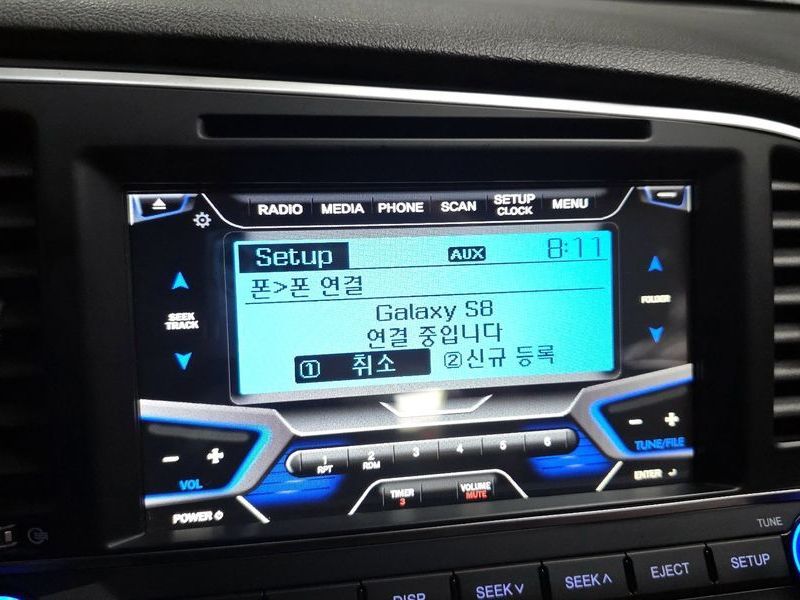 RADIO MEDIA PHONE SCAN SETUP CLOCK MENU
Setup AUX 8:11
폰>폰 연결
Galaxy S8
연결 중입니다
① 취소 ②신규 등록
SEEK
TRACK
FOLDER
− +
VOL
POWER
1 RPT 2 RDM 3 4 5 6
TIMER 3 VOLUME MUTE
− +
TUNE/FILE
ENTER
TUNE
DISP SEEK∨ SEEK∧ EJECT SETUP